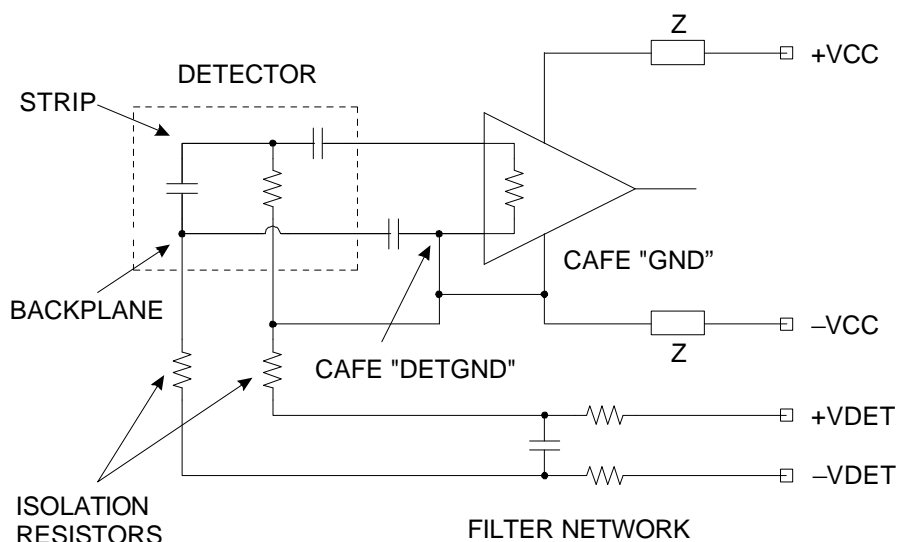 Z
+VCC
DETECTOR
STRIP
CAFE "GND”
BACKPLANE
–VCC
Z
CAFE "DETGND"
+VDET
–VDET
ISOLATION
RESISTORS
FILTER NETWORK